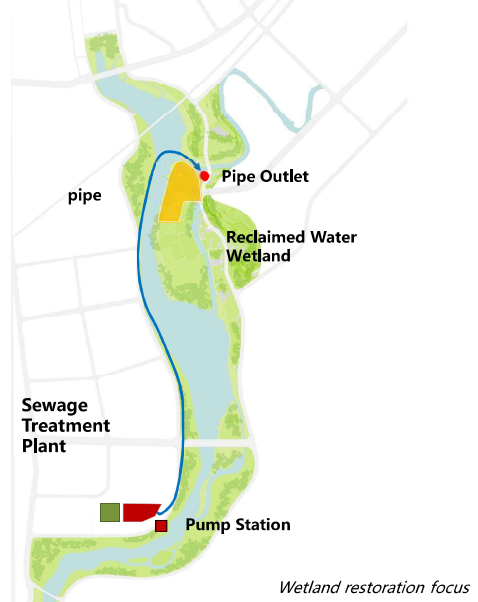 Pipe Outlet
pipe
Reclaimed Water
Wetland
Sewage
Treatment
Plant
Pump Station
Wetland restoration focus